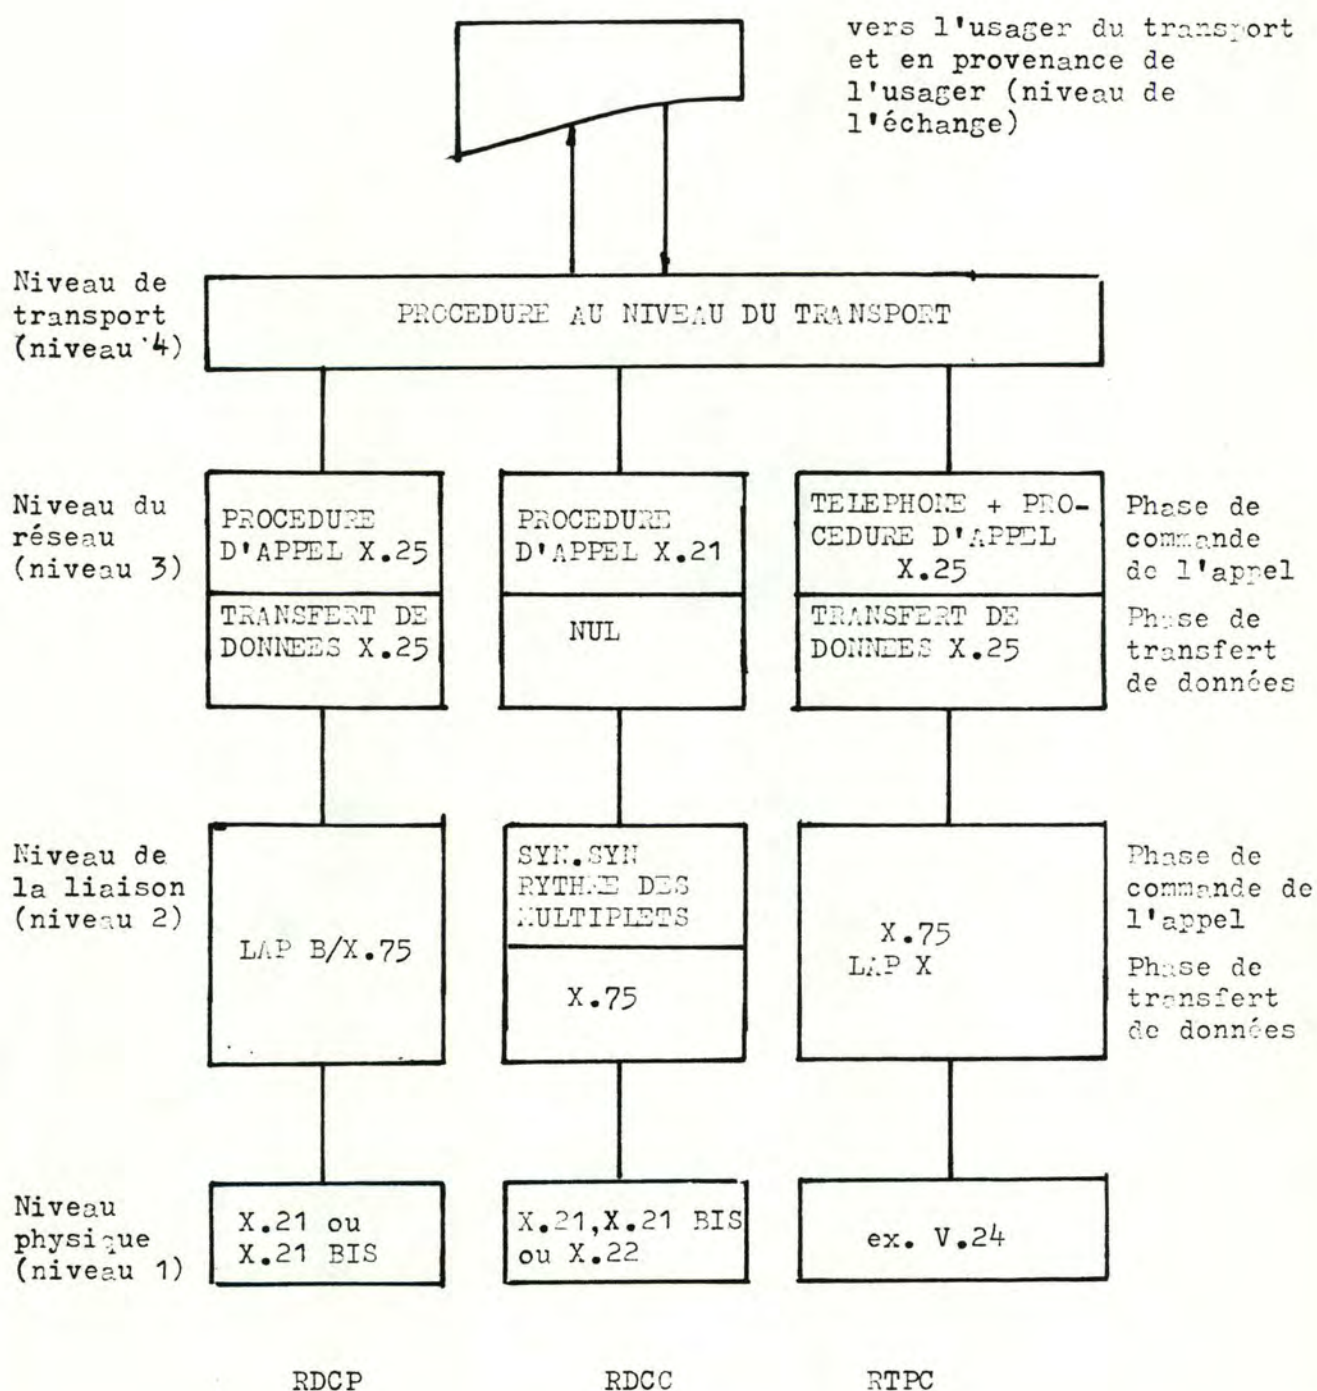 vers l'usager du transport
et en provenance de
l'usager (niveau de
l'échange)
Niveau de
transport
(niveau 4)
PROCEDURE AU NIVEAU DU TRANSPORT
Niveau du
réseau
(niveau 3)
PROCEDURE
D'APPEL X.25
TRANSFERT DE
DONNEES X.25
PROCEDURE
D'APPEL X.21
NUL
TELEPHONE + PRO-
CEDURE D'APPEL
X.25
TRANSFERT DE
DONNEES X.25
Phase de
commande
de l'appel
Phase de
transfert
de données
Niveau de
la liaison
(niveau 2)
LAP B/X.75
SYN.SYN
RYTHME DES
MULTIPLETS
X.75
X.75
LAP X
Phase de
commande de
l'appel
Phase de
transfert
de données
Niveau
physique
(niveau 1)
X.21 ou
X.21 BIS
X.21,X.21 BIS
ou X.22
ex. V.24
RDCP
RDCC
RTPC